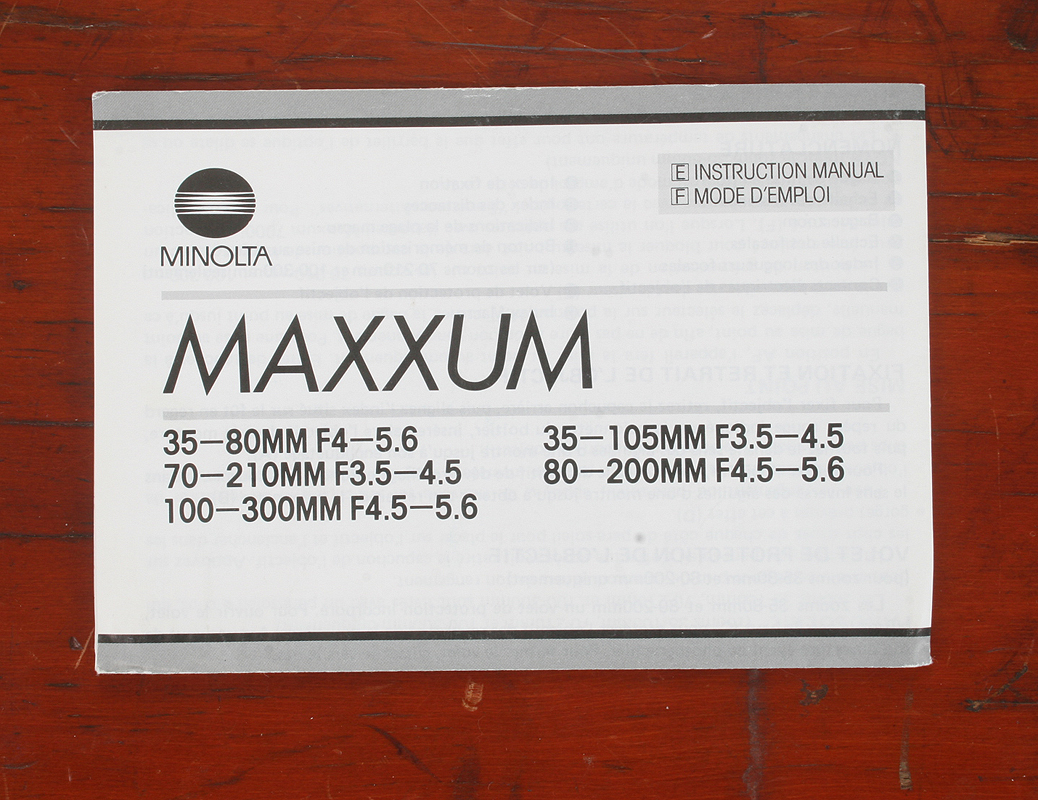 E INSTRUCTION MANUAL
F MODE D'EMPLOI
MINOLTA
MAXXUM
35—80MM F4—5.6
35—105MM F3.5—4.5
70—210MM F3.5—4.5
80—200MM F4.5—5.6
100—300MM F4.5—5.6